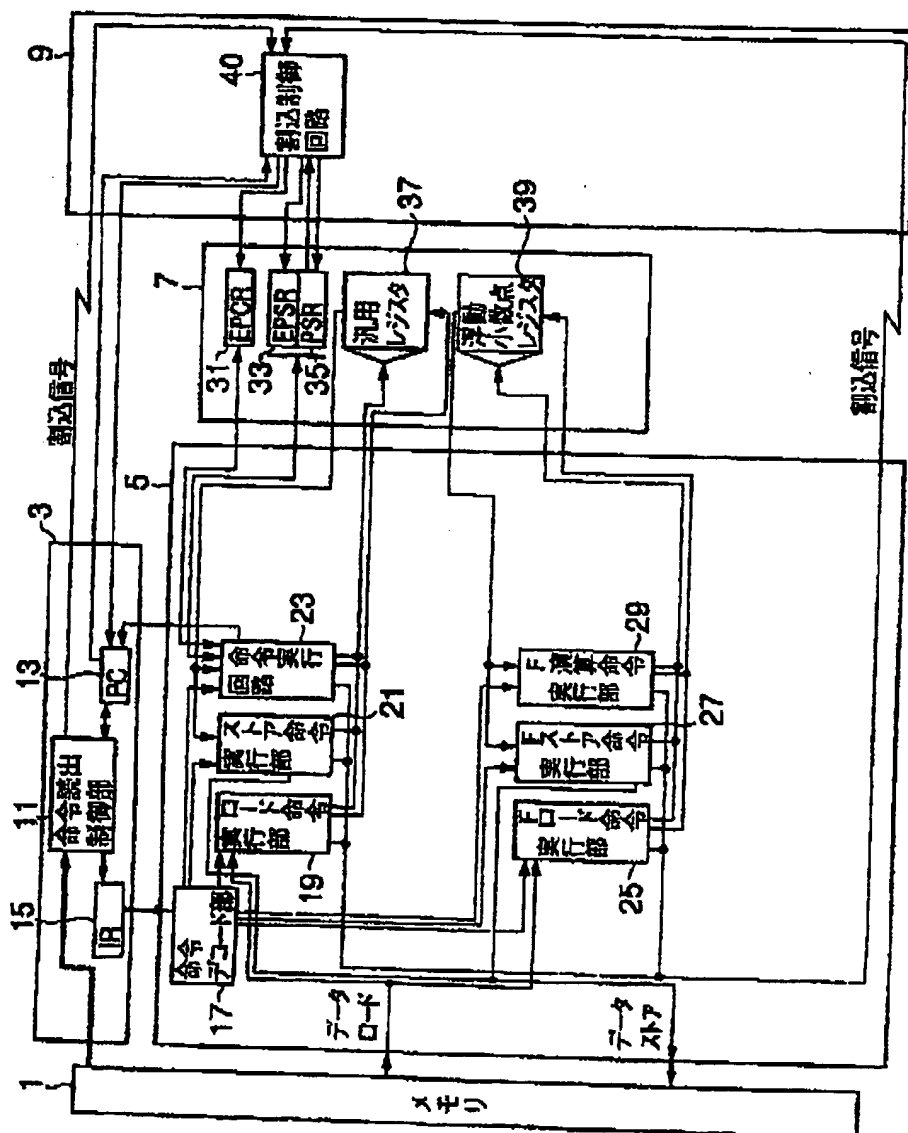 1
メモリ
3
11
命令読出
制御部
13
PC
15
IR
割込信号
5
17
命令
デコード部
19
ロード命令
実行部
21
ストア命令
実行部
23
命令実行
回路
25
Fロード命令
実行部
27
Fストア命令
実行部
29
F演算命令
実行部
データ
ロード
データ
ストア
7
31
EPCR
33
EPSR
35
PSR
37
汎用
レジスタ
39
浮動
小数点
レジスタ
9
40
割込制御
回路
割込信号